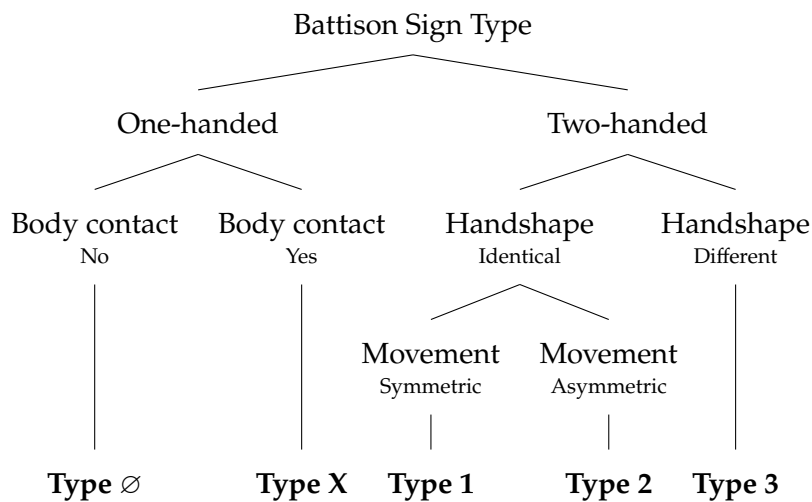 Battison Sign Type
One-handed Two-handed
Body contact Body contact Handshape Handshape
No Yes Identical Different
Movement Movement
Symmetric Asymmetric
Type ∅ Type X Type 1 Type 2 Type 3